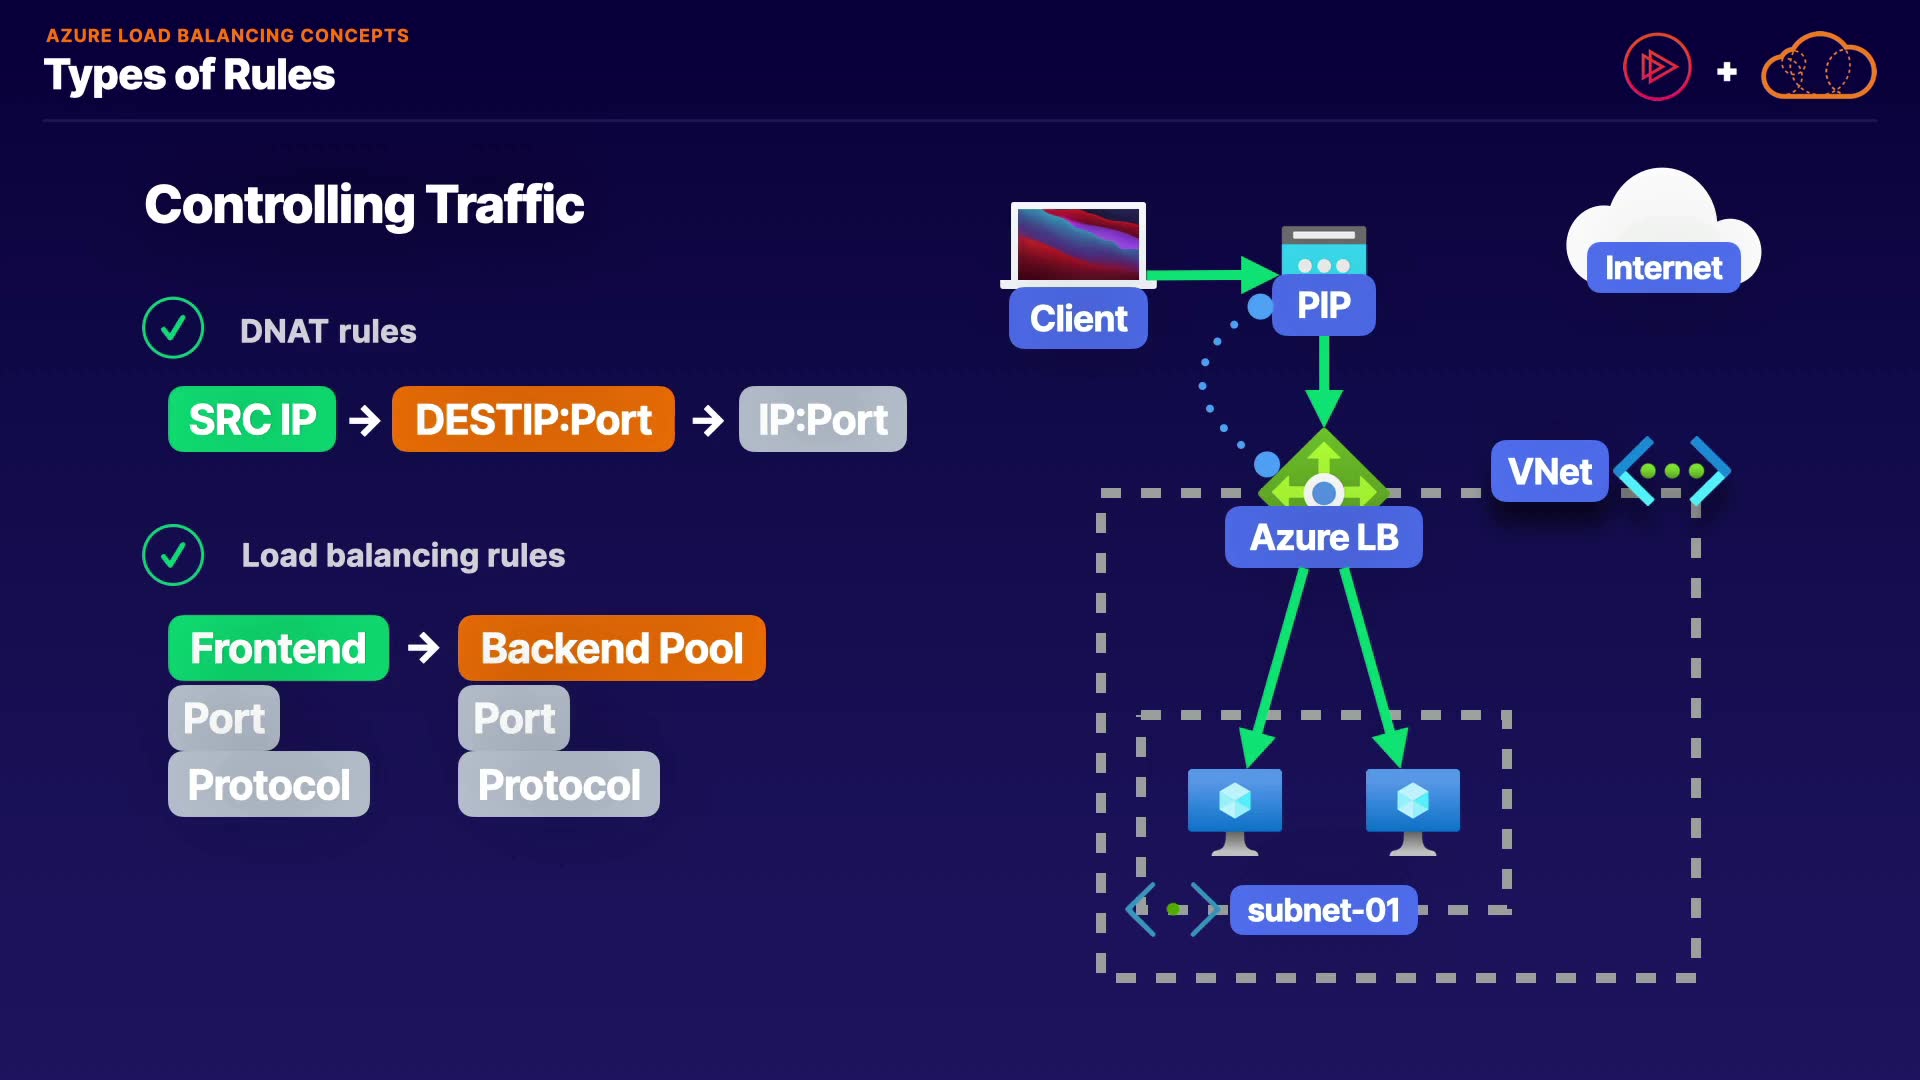 AZURE LOAD BALANCING CONCEPTS
Types of Rules
Controlling Traffic
DNAT rules
SRC IP → DESTIP:Port → IP:Port
Load balancing rules
Frontend → Backend Pool
Port Port
Protocol Protocol
Internet
Client
PIP
VNet
Azure LB
subnet-01